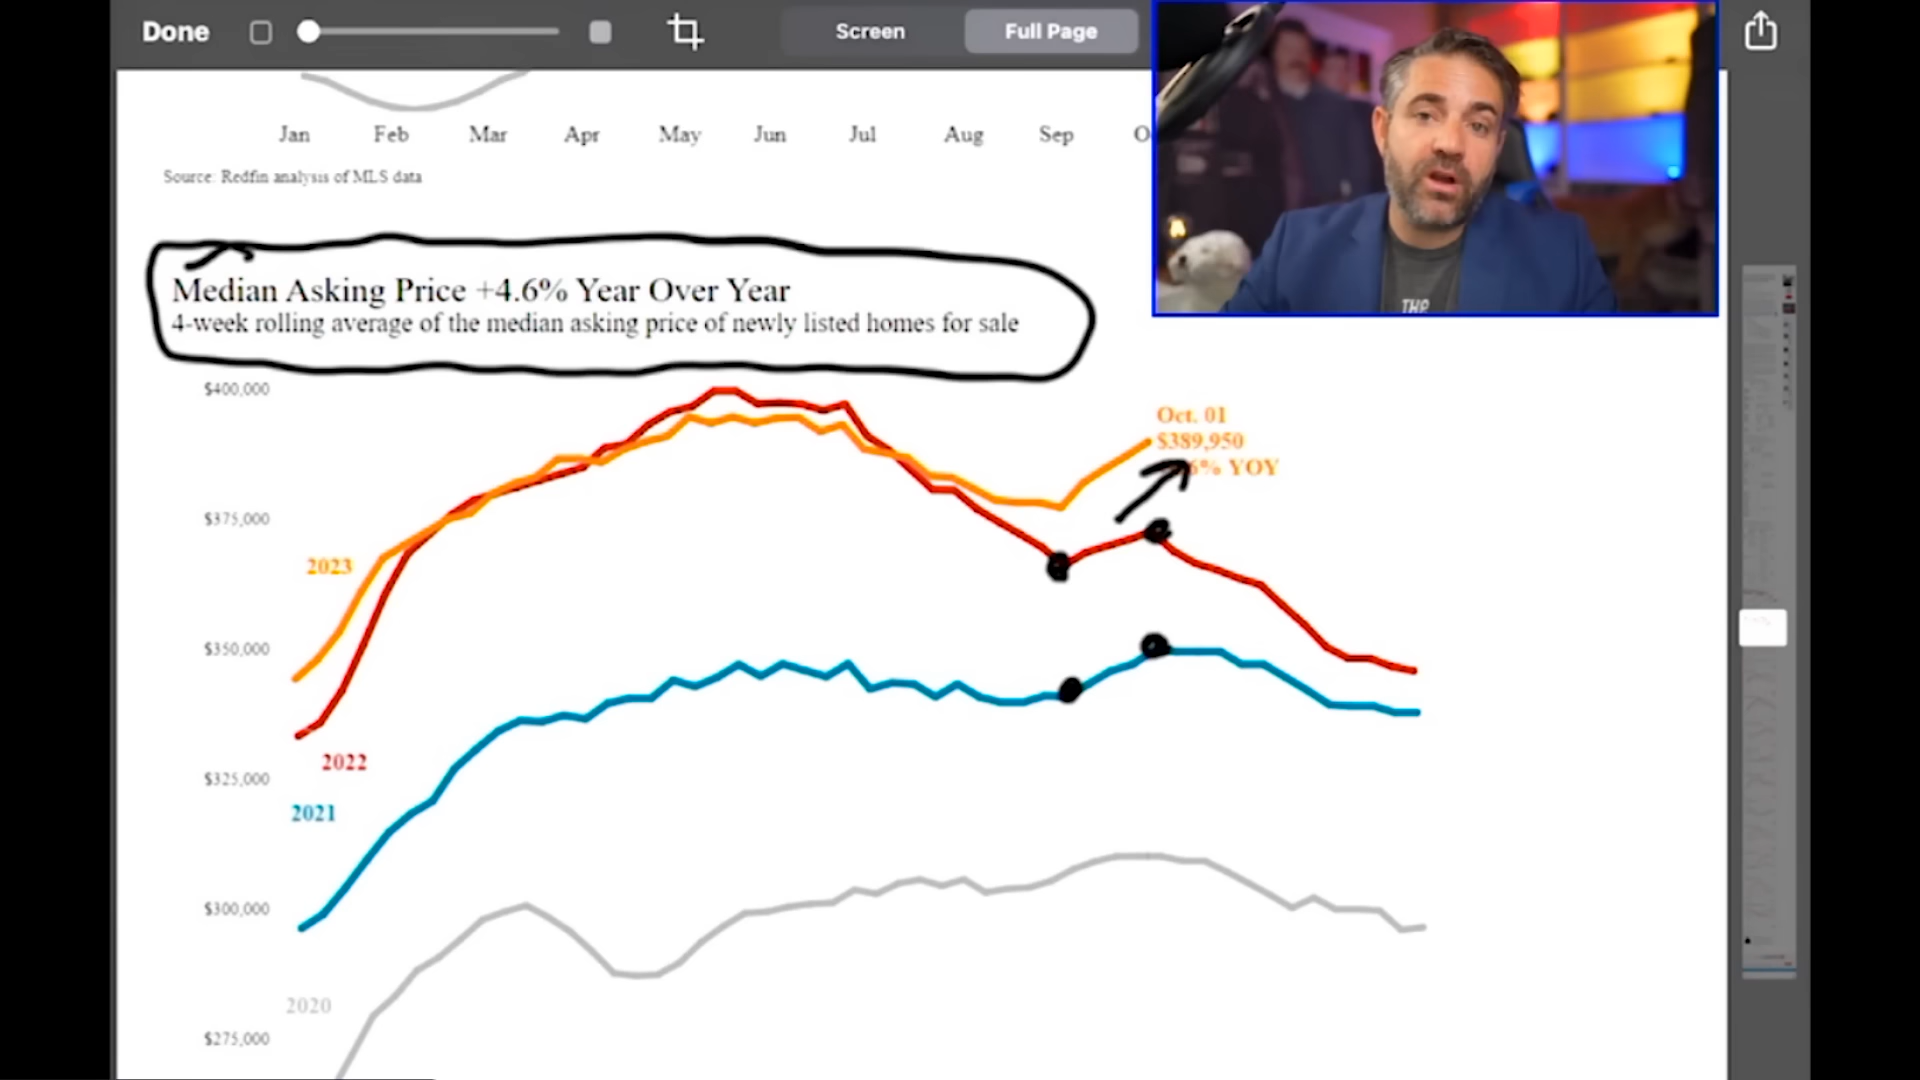 Done
Screen
Full Page
Jan Feb Mar Apr May Jun Jul Aug Sep
Source: Redfin analysis of MLS data
THE
Median Asking Price +4.6% Year Over Year
4-week rolling average of the median asking price of newly listed homes for sale
$400,000
Oct. 01
$389,950
6% YOY
$375,000
2023
$350,000
2022
$325,000
2021
$300,000
2020
$275,000